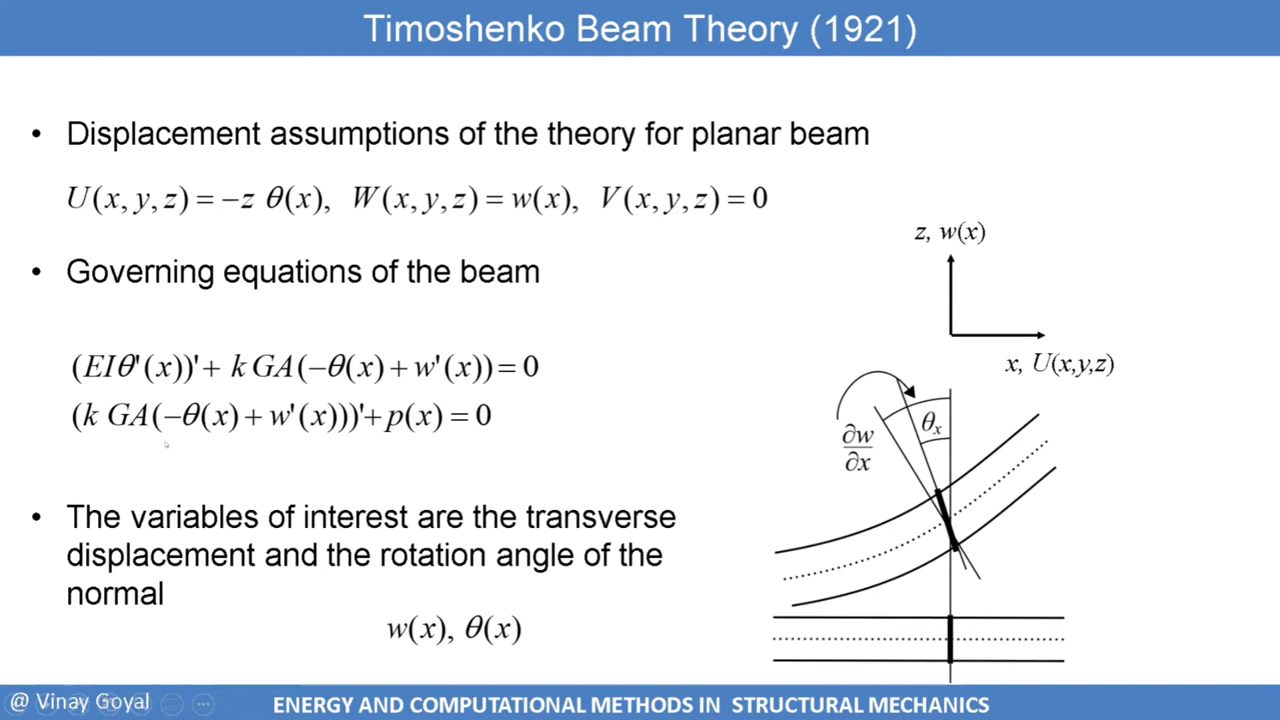 Timoshenko Beam Theory (1921)
• Displacement assumptions of the theory for planar beam
U(x, y, z) = −z θ(x), W(x, y, z) = w(x), V(x, y, z) = 0
• Governing equations of the beam
(EIθ'(x))'+ k GA(−θ(x) + w'(x)) = 0
(k GA(−θ(x) + w'(x)))'+ p(x) = 0
• The variables of interest are the transverse
displacement and the rotation angle of the
normal
w(x), θ(x)
z, w(x)
x, U(x,y,z)
∂w/∂x
θₓ
@ Vinay Goyal
ENERGY AND COMPUTATIONAL METHODS IN STRUCTURAL MECHANICS